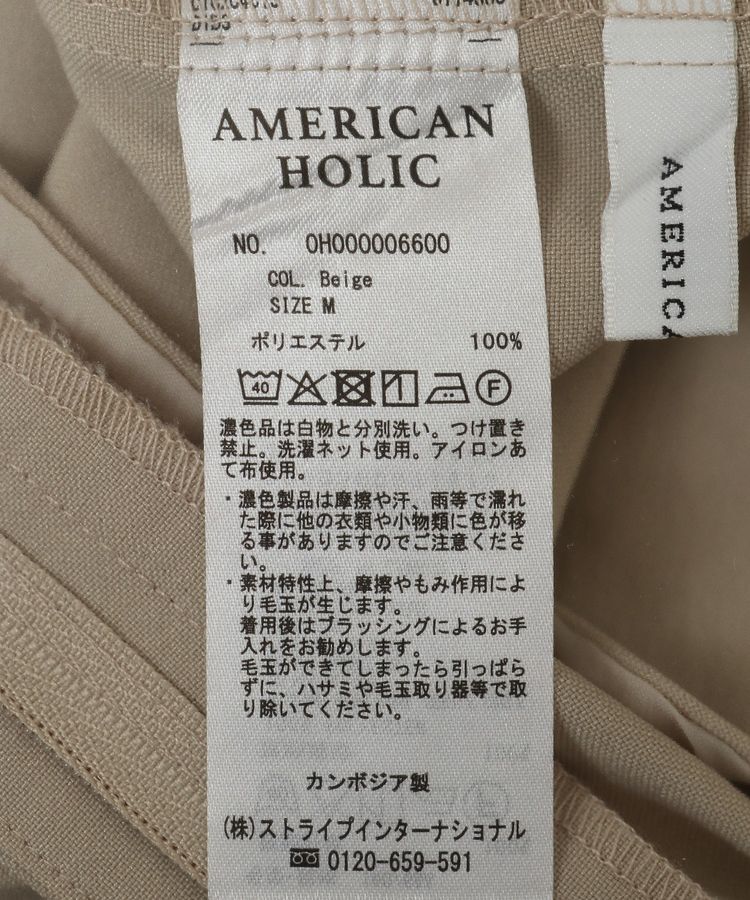 AMERICAN
HOLIC
NO. 0H000006600
COL. Beige
SIZE M
ポリエステル 100%
40
F
濃色品は白物と分別洗い。つけ置き
禁止。洗濯ネット使用。アイロンあ
て布使用。
・濃色製品は摩擦や汗、雨等で濡れ
た際に他の衣類や小物類に色が移
る事がありますのでご注意くださ
い。
・素材特性上、摩擦やもみ作用によ
り毛玉が生じます。
着用後はブラッシングによるお手
入れをお勧めします。
毛玉ができてしまったら引っぱら
ずに、ハサミや毛玉取り器等で取
り除いてください。
カンボジア製
(株)ストライプインターナショナル
0120-659-591
AMERICA